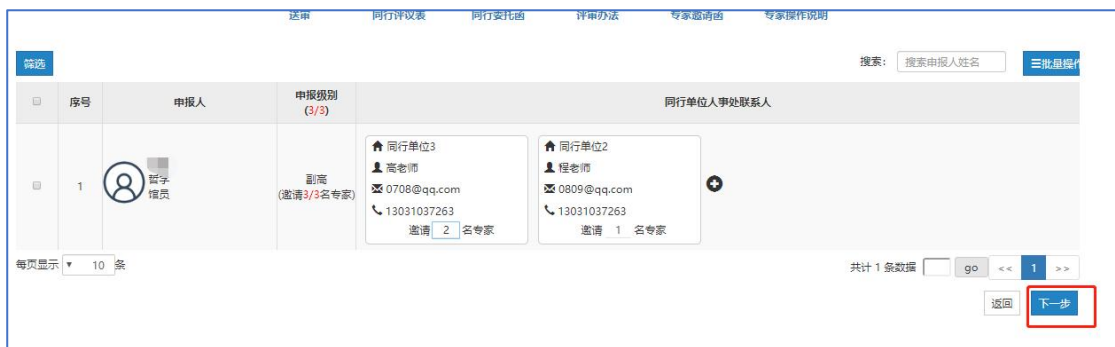 送审 同行评议表 同行委托函 评审办法 专家邀请函 专家操作说明
筛选 搜索： 搜索申报人姓名 三批量操作
序号 申报人 申报级别 (3/3) 同行单位人事处联系人
1
哲学
馆员
副高
(邀请3/3名专家)
同行单位3
高老师
0708@qq.com
13031037263
邀请 2 名专家
同行单位2
程老师
0809@qq.com
13031037263
邀请 1 名专家
每页显示 10 条 共计 1 条数据 go << 1 >>
返回 下一步